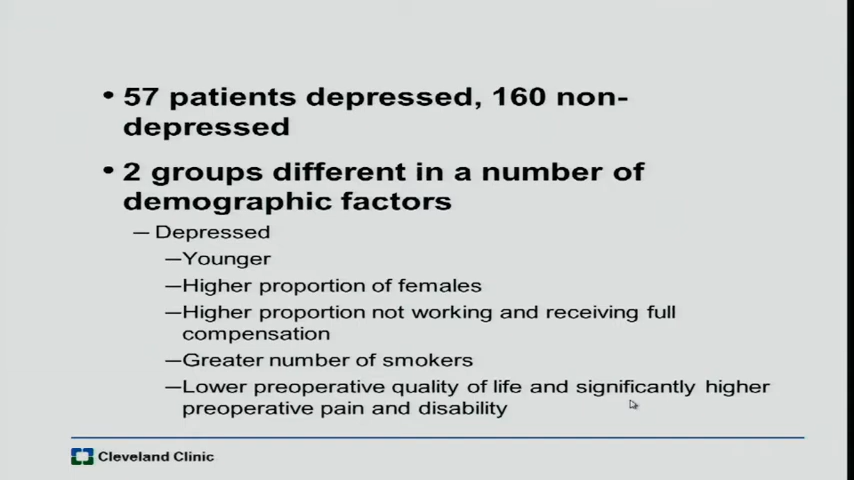 • 57 patients depressed, 160 non-
depressed
• 2 groups different in a number of
demographic factors
– Depressed
–Younger
–Higher proportion of females
–Higher proportion not working and receiving full
compensation
–Greater number of smokers
–Lower preoperative quality of life and significantly higher
preoperative pain and disability
Cleveland Clinic